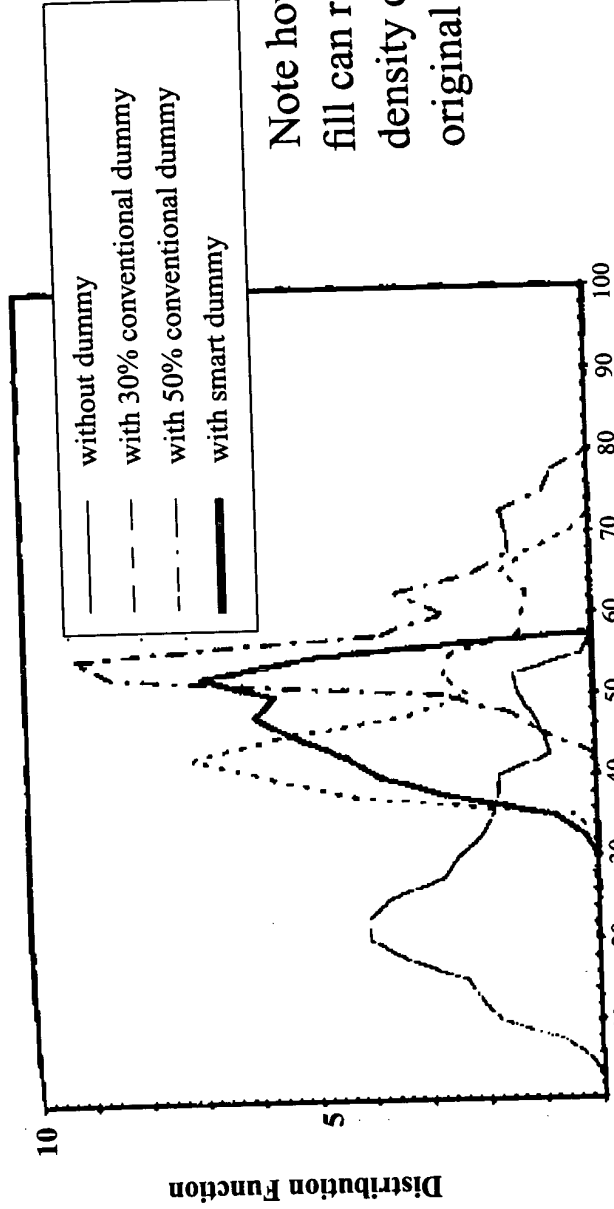 10
5
Distribution Function
without dummy
with 30% conventional dummy
with 50% conventional dummy
with smart dummy
Note
fill can
density
original
40 50 60 70 80 90 100